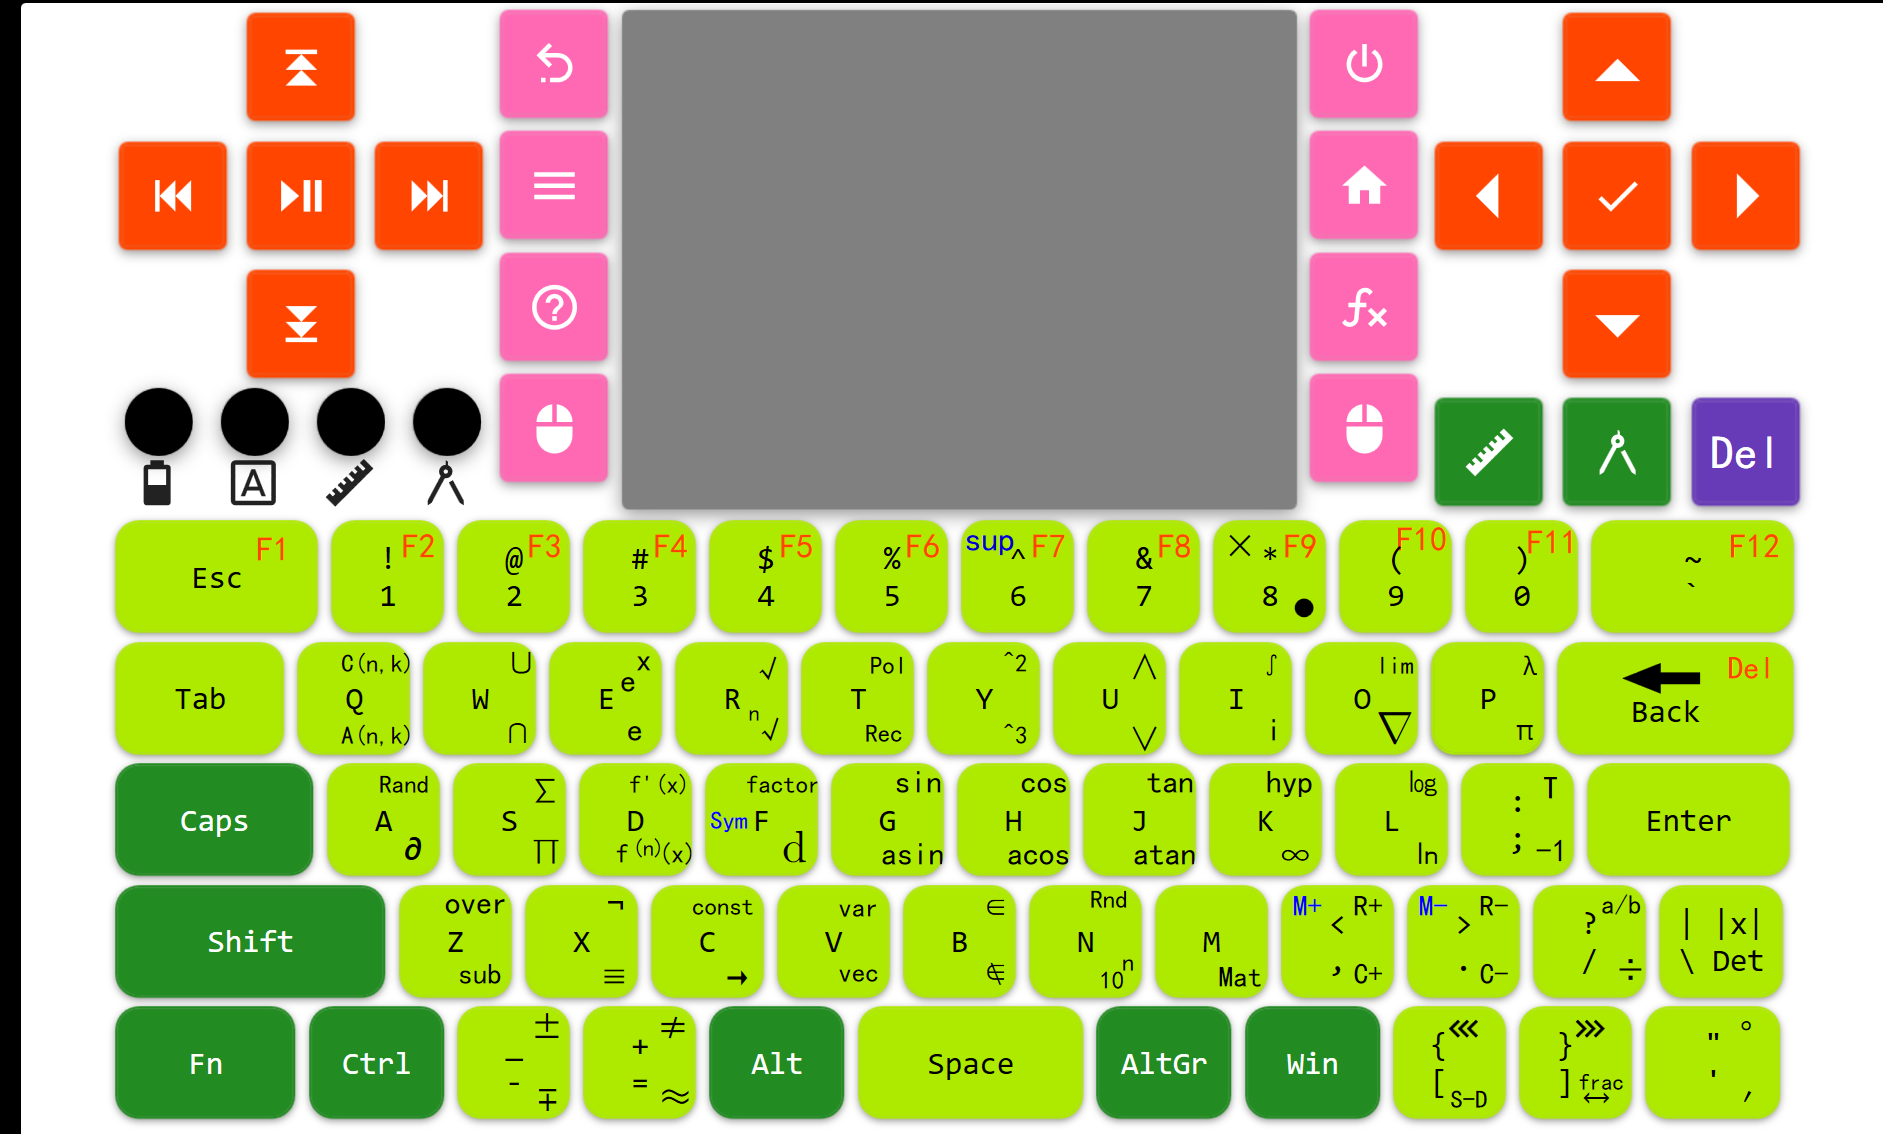 A
Del
Esc F1
! F2
1
@ F3
2
# F4
3
$ F5
4
% F6
5
sup ^ F7
6
& F8
7
× * F9
8 ●
( F10
9
) F11
0
~ F12
`
Tab
C(n,k)
Q
A(n,k)
∪
W
∩
e^x
E
e
√
R
n√
Pol
T
Rec
^2
Y
^3
∧
U
∨
∫
I
i
lim
O
▽
λ
P
π
Del
Back
Caps
Rand
A
∂
∑
S
∏
f'(x)
D
f^(n)(x)
factor
Sym F
d
sin
G
asin
cos
H
acos
tan
J
atan
hyp
K
∞
log
L
ln
: T
; -1
Enter
Shift
over
Z
sub
¬
X
≡
const
C
→
var
V
vec
∈
B
∉
Rnd
N
10^n
M
Mat
M+ < R+
, C+
M- > R-
. C-
? a/b
/ ÷
| |x|
\ Det
Fn
Ctrl
_ ±
- ∓
+ ≠
= ≈
Alt
Space
AltGr
Win
{ ⋘
[ S-D
} ⋙
] frac ↔
" °
' ,